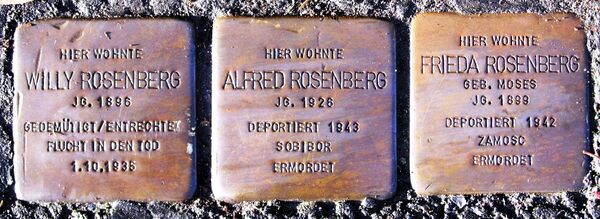 HIER WOHNTE
WILLY ROSENBERG
JG. 1896
GEDEMÜTIGT/ENTRECHTET
FLUCHT IN DEN TOD
1.10.1935
HIER WOHNTE
ALFRED ROSENBERG
JG. 1926
DEPORTIERT 1943
SOBIBOR
ERMORDET
HIER WOHNTE
FRIEDA ROSENBERG
GEB. MOSES
JG. 1899
DEPORTIERT 1942
ZAMOSC
ERMORDET